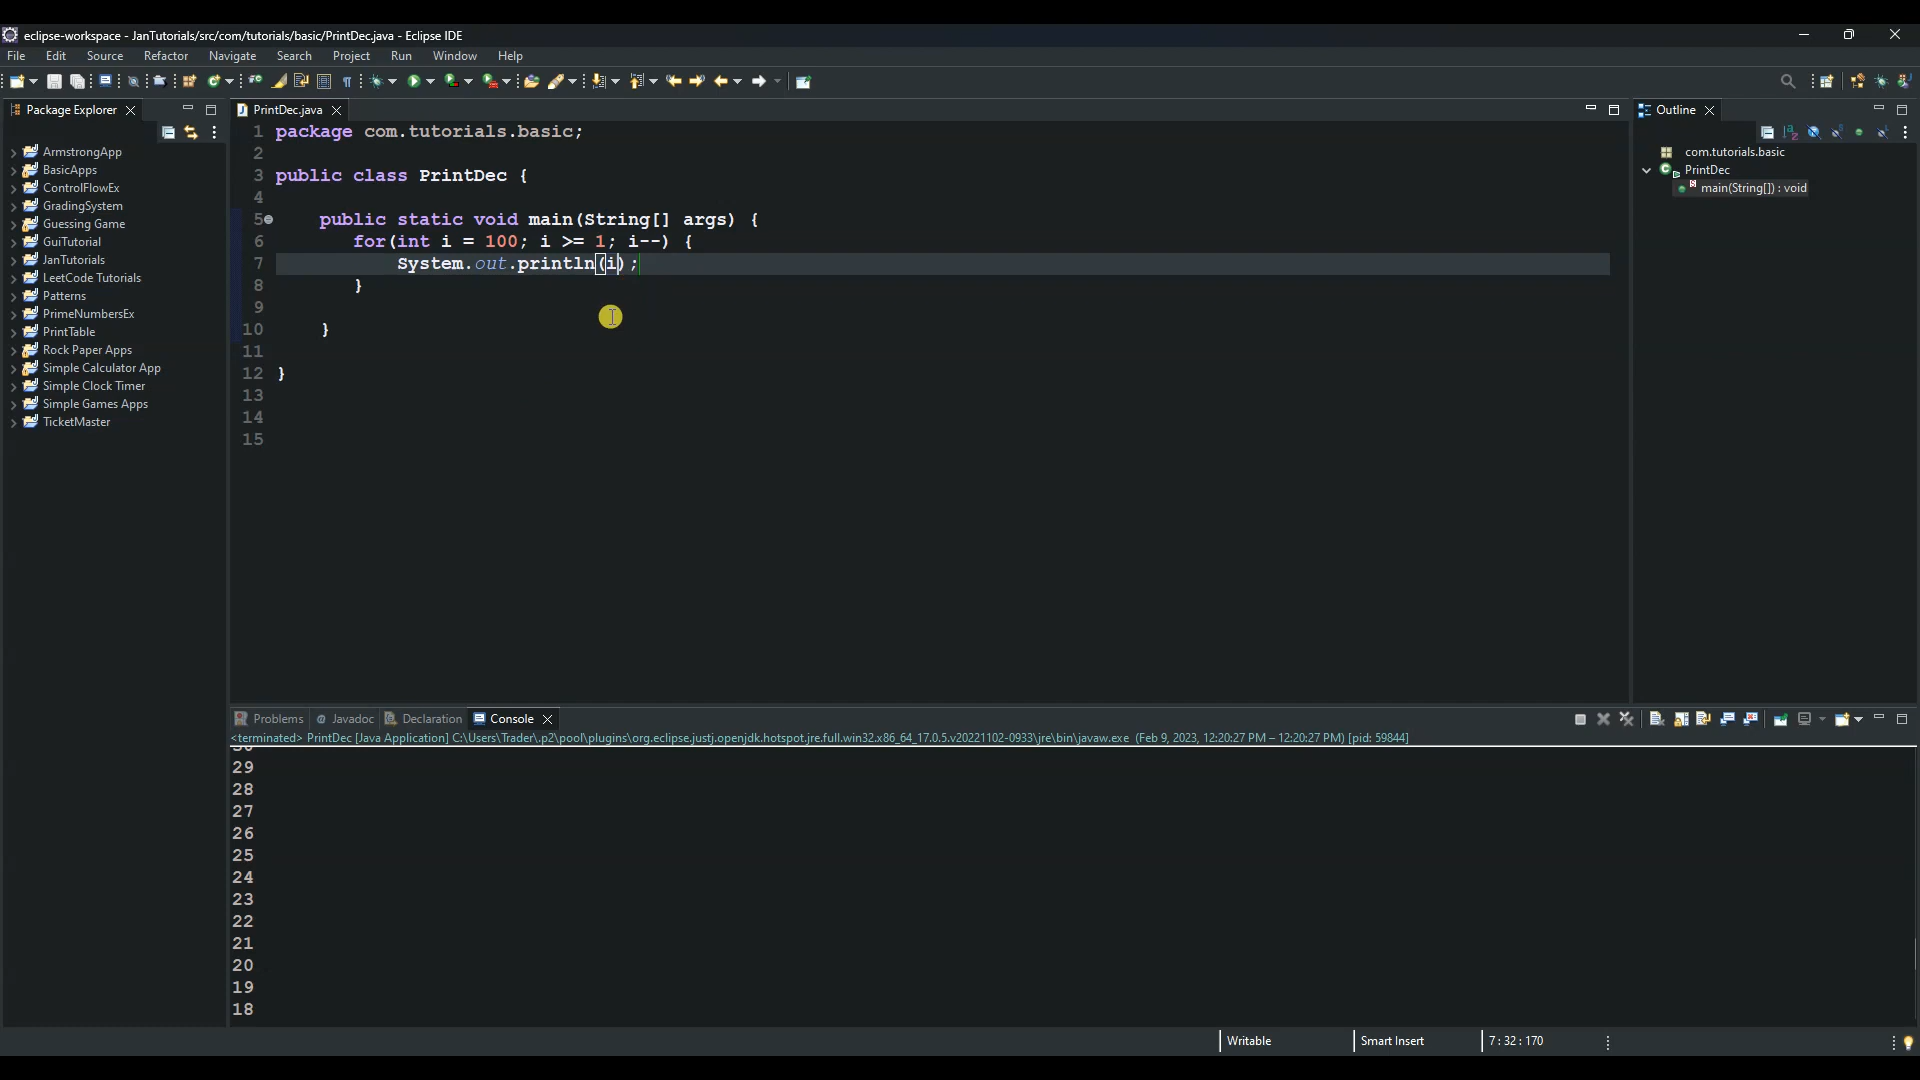 eclipse-workspace - JanTutorials/src/com/tutorials/basic/PrintDec.java - Eclipse IDE
File Edit Source Refactor Navigate Search Project Run Window Help
Package Explorer
ArmstrongApp
BasicApps
ControlFlowEx
GradingSystem
Guessing Game
GuiTutorial
JanTutorials
LeetCode Tutorials
Patterns
PrimeNumbersEx
PrintTable
Rock Paper Apps
Simple Calculator App
Simple Clock Timer
Simple Games Apps
TicketMaster
PrintDec.java
1 package com.tutorials.basic;
2
3 public class PrintDec {
4
5 public static void main(String[] args) {
6 for(int i = 100; i >= 1; i--) {
7 System.out.println(i);
8 }
9
10 }
11
12 }
13
14
15
Outline
com.tutorials.basic
PrintDec
main(String[]) : void
Problems Javadoc Declaration Console
<terminated> PrintDec [Java Application] C:\Users\Trader\.p2\pool\plugins\org.eclipse.justj.openjdk.hotspot.jre.full.win32.x86_64_17.0.5.v20221102-0933\jre\bin\javaw.exe (Feb 9, 2023, 12:20:27 PM – 12:20:27 PM) [pid: 59844]
29
28
27
26
25
24
23
22
21
20
19
18
Writable Smart Insert 7 : 32 : 170